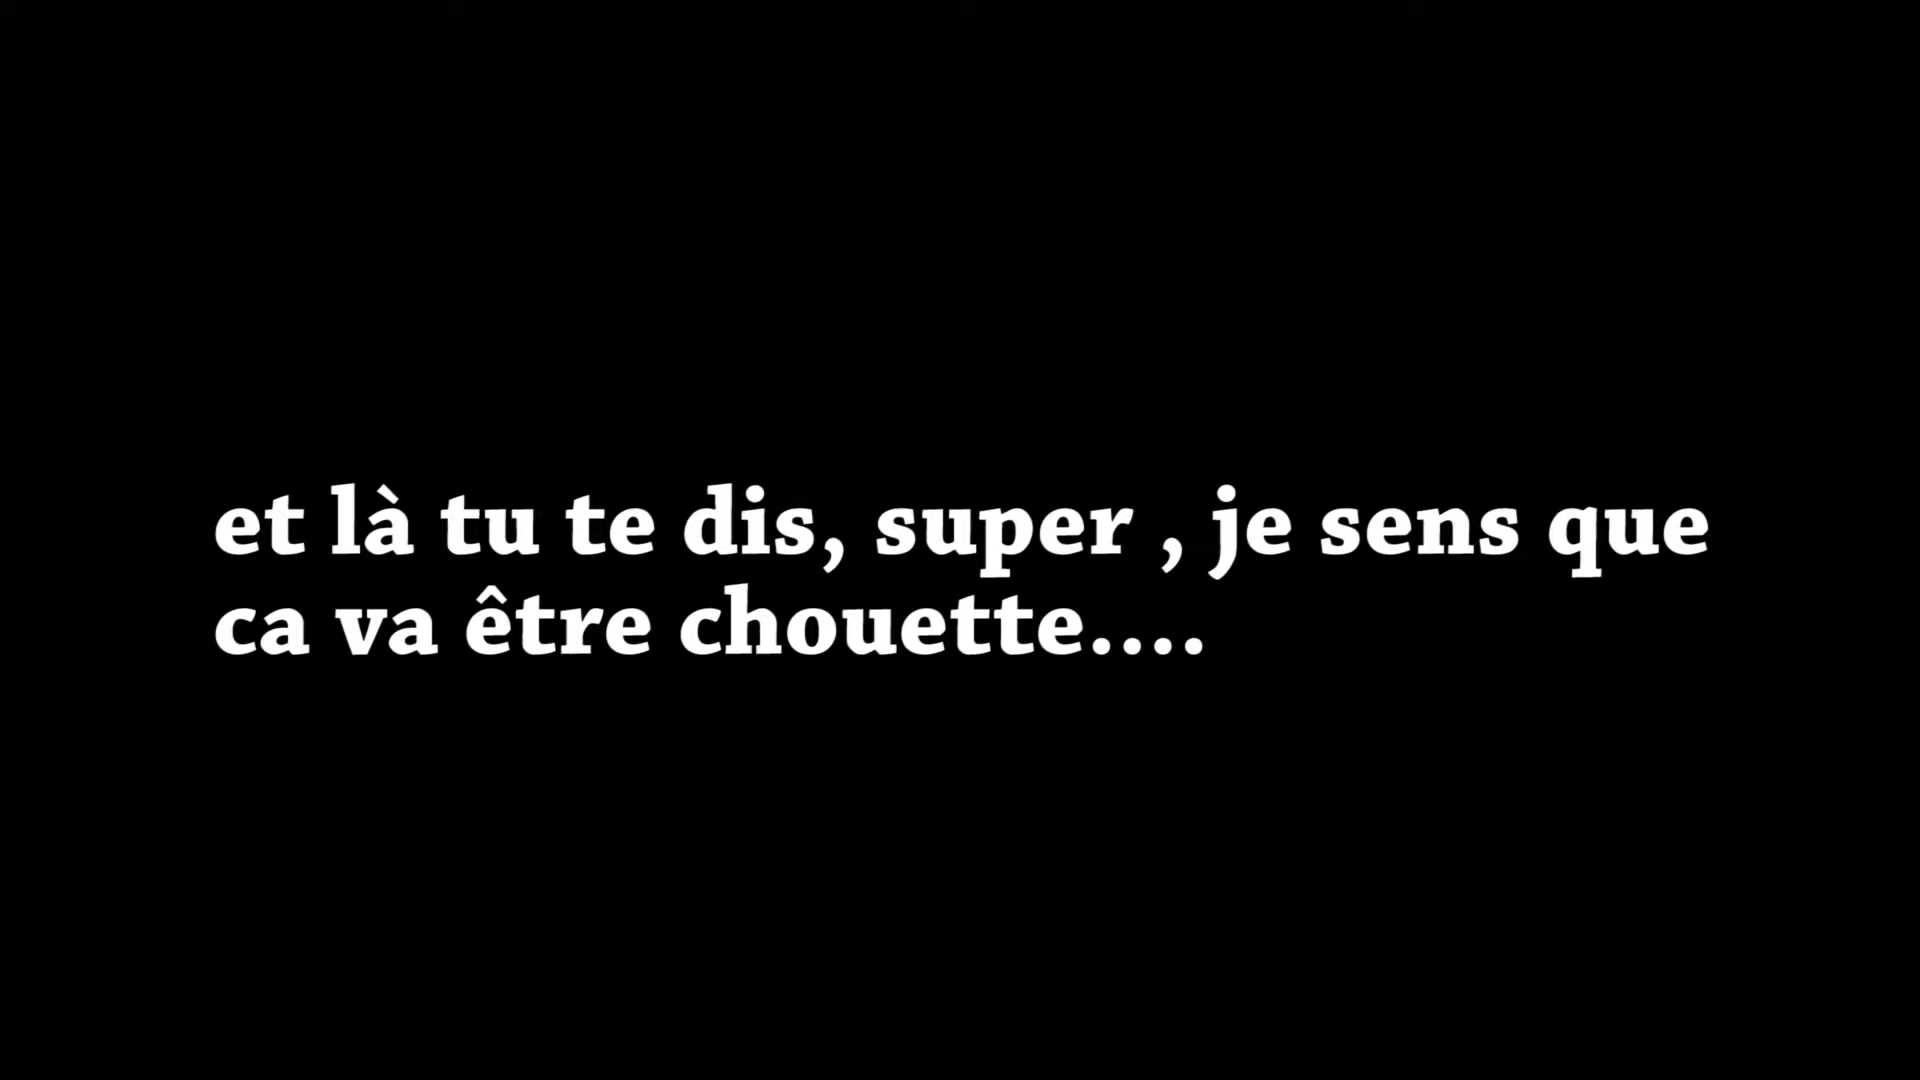 et là tu te dis, super , je sens que
ca va être chouette....